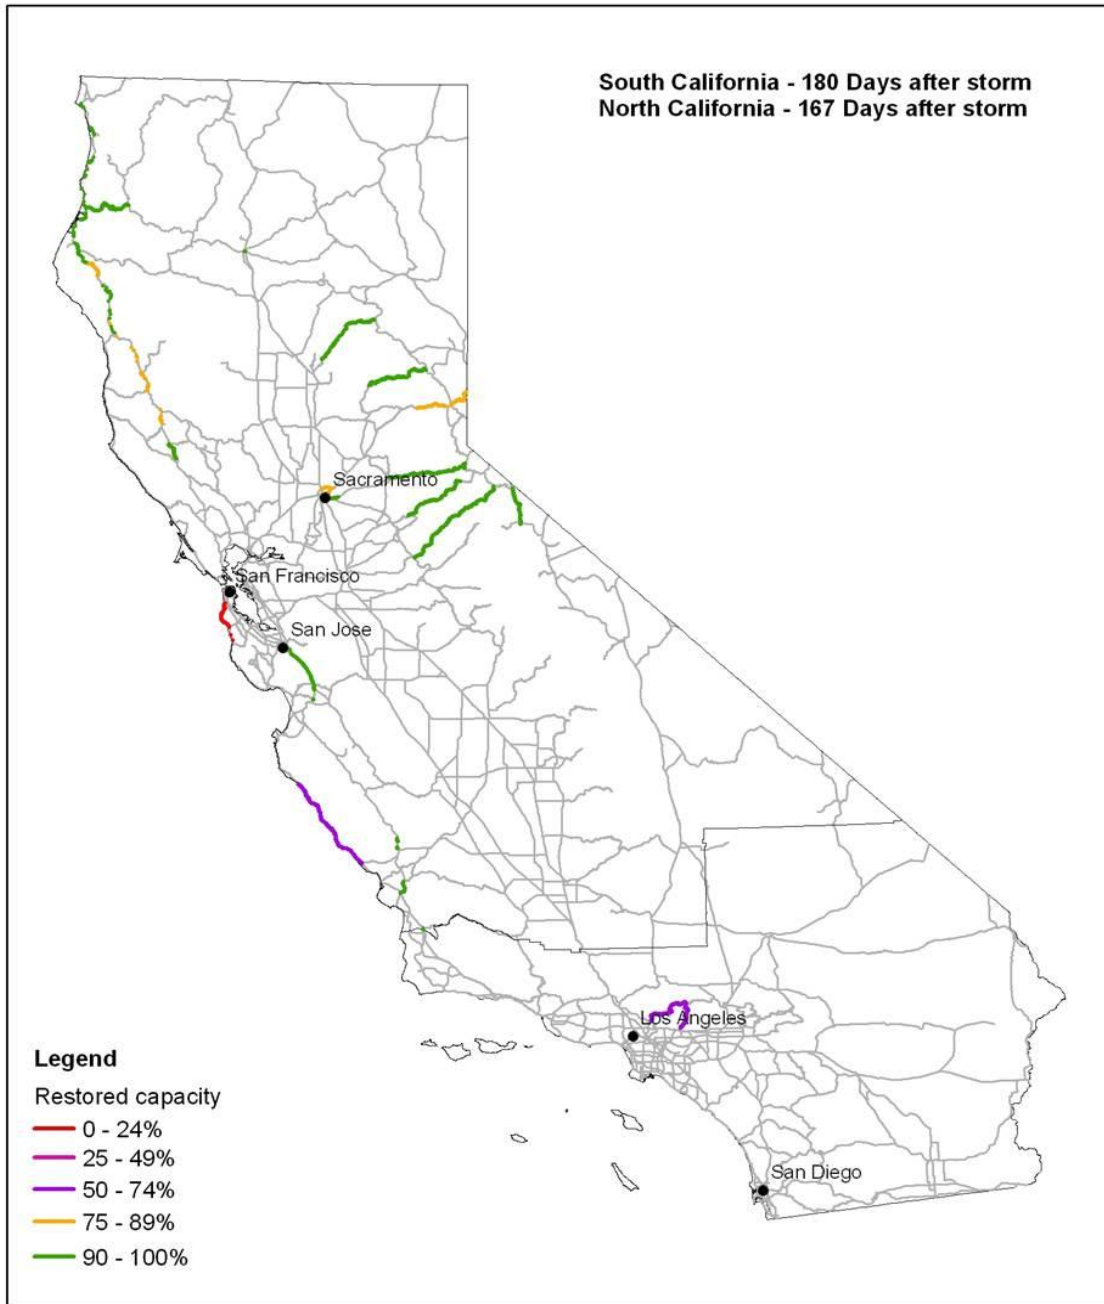 South California - 180 Days after storm
North California - 167 Days after storm
Sacramento
San Francisco
San Jose
Los Angeles
San Diego
Legend
Restored capacity
0 - 24%
25 - 49%
50 - 74%
75 - 89%
90 - 100%